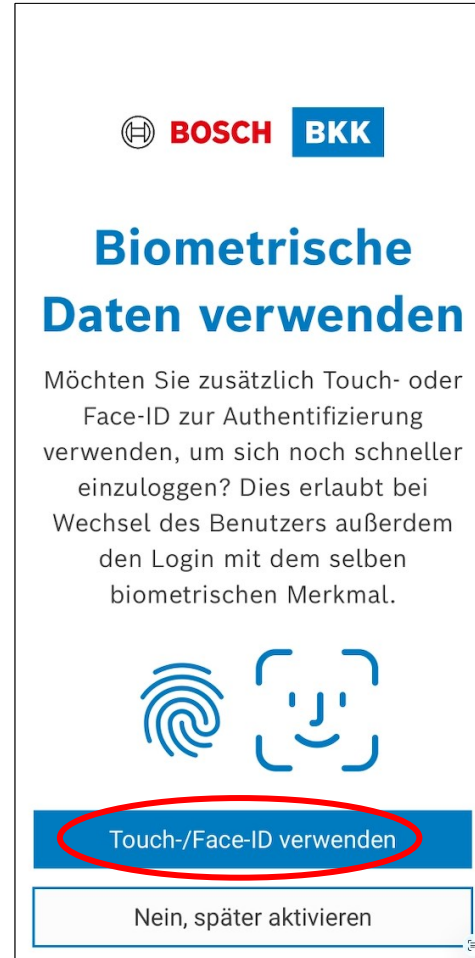 BOSCH BKK
Biometrische
Daten verwenden
Möchten Sie zusätzlich Touch- oder
Face-ID zur Authentifizierung
verwenden, um sich noch schneller
einzuloggen? Dies erlaubt bei
Wechsel des Benutzers außerdem
den Login mit dem selben
biometrischen Merkmal.
Touch-/Face-ID verwenden
Nein, später aktivieren